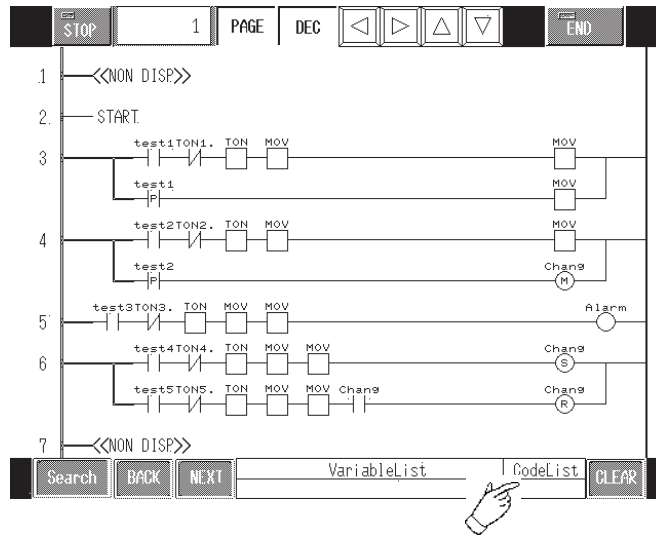 STOP 1 PAGE DEC END
1 <<NON DISP.>>
2. START.
test1TON1. TON MOV MOV
3
test1 MOV
P
test2TON2. TON MOV MOV
4
test2 Chang
P M
test3TON3. TON MOV MOV Alarm
5
test4TON4. TON MOV MOV Chang
6 S
test5TON5. TON MOV MOV Chang Chang
R
7 <<NON DISP>>
Search BACK NEXT VariableList CodeList CLEAR